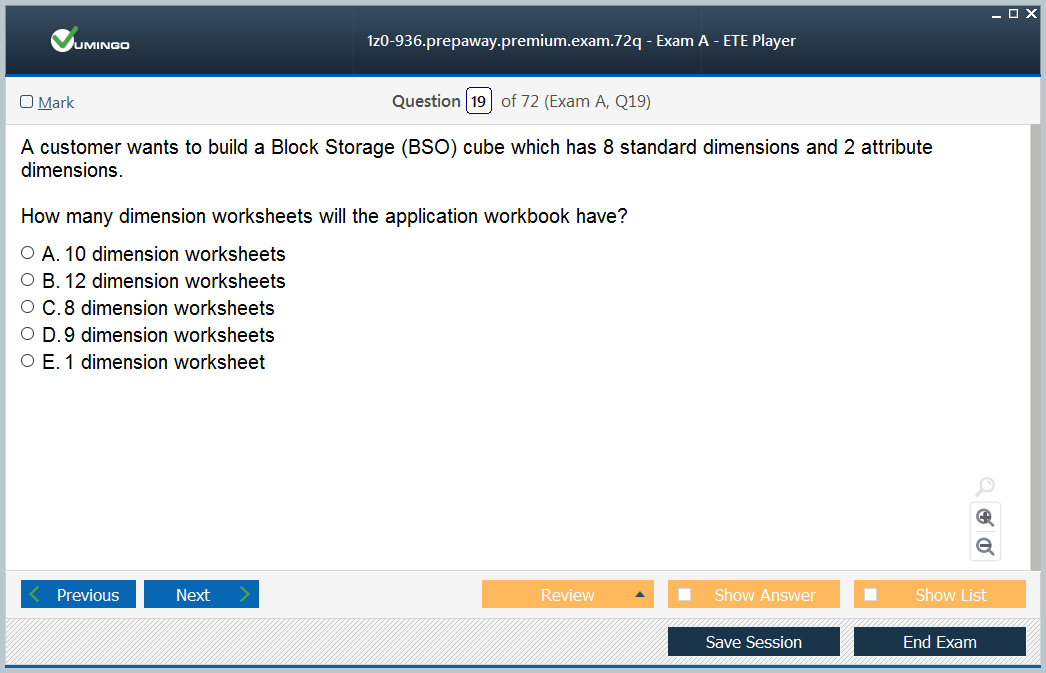 VUMINGO
1z0-936.prepaway.premium.exam.72q - Exam A - ETE Player
Mark
Question 19 of 72 (Exam A, Q19)
A customer wants to build a Block Storage (BSO) cube which has 8 standard dimensions and 2 attribute
dimensions.
How many dimension worksheets will the application workbook have?
A. 10 dimension worksheets
B. 12 dimension worksheets
C. 8 dimension worksheets
D. 9 dimension worksheets
E. 1 dimension worksheet
Previous Next Review Show Answer Show List
Save Session End Exam